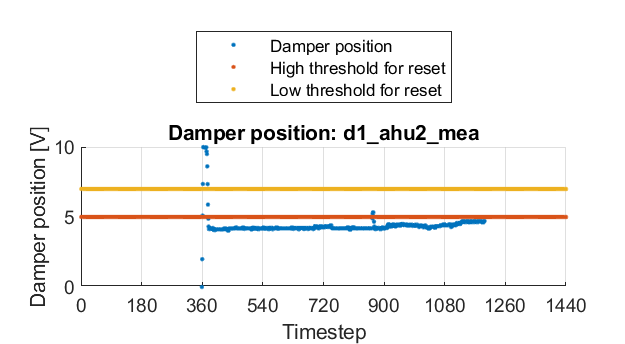 Damper position
High threshold for reset
Low threshold for reset
Damper position: d1_ahu2_mea
Damper position [V]
10
5
0
0 180 360 540 720 900 1080 1260 1440
Timestep